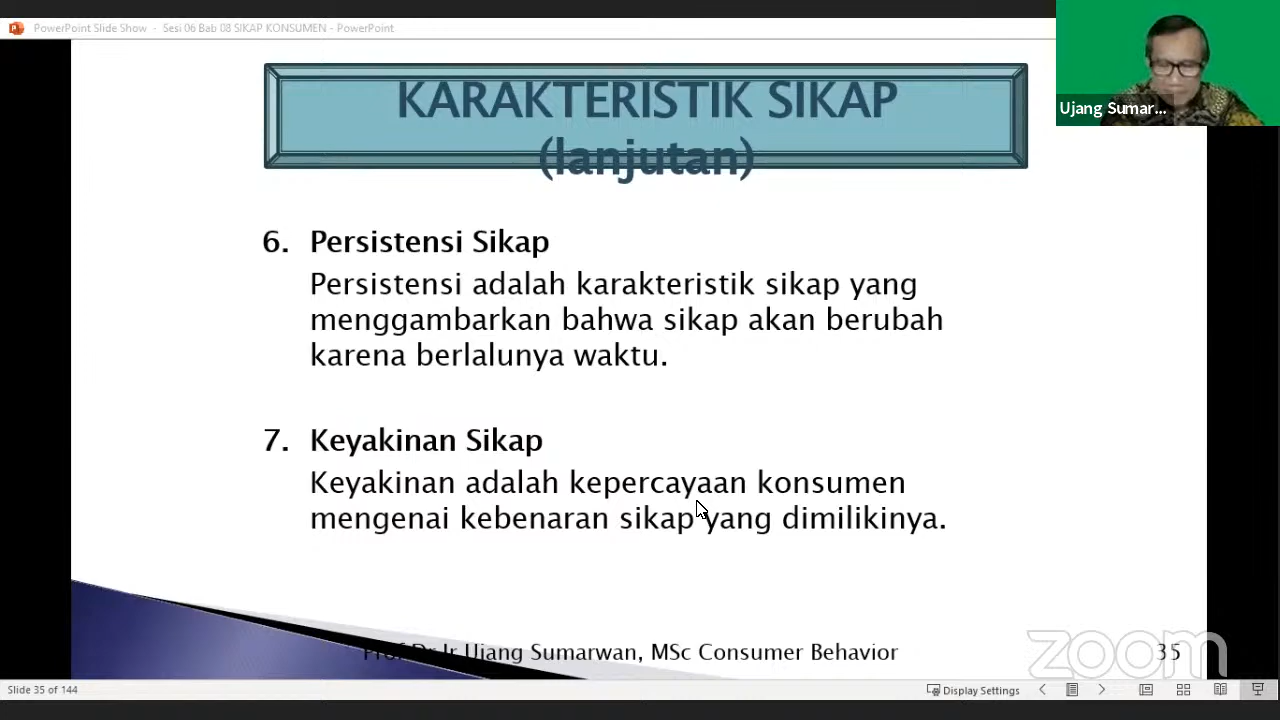 PowerPoint Slide Show - Sesi 06 Bab 08 SIKAP KONSUMEN - PowerPoint
Ujang Sumar...
KARAKTERISTIK SIKAP
(lanjutan)
6. Persistensi Sikap
Persistensi adalah karakteristik sikap yang
menggambarkan bahwa sikap akan berubah
karena berlalunya waktu.
7. Keyakinan Sikap
Keyakinan adalah kepercayaan konsumen
mengenai kebenaran sikap yang dimilikinya.
Prof Dr Ir Ujang Sumarwan, MSc Consumer Behavior
35
zoom
Slide 35 of 144
Display Settings